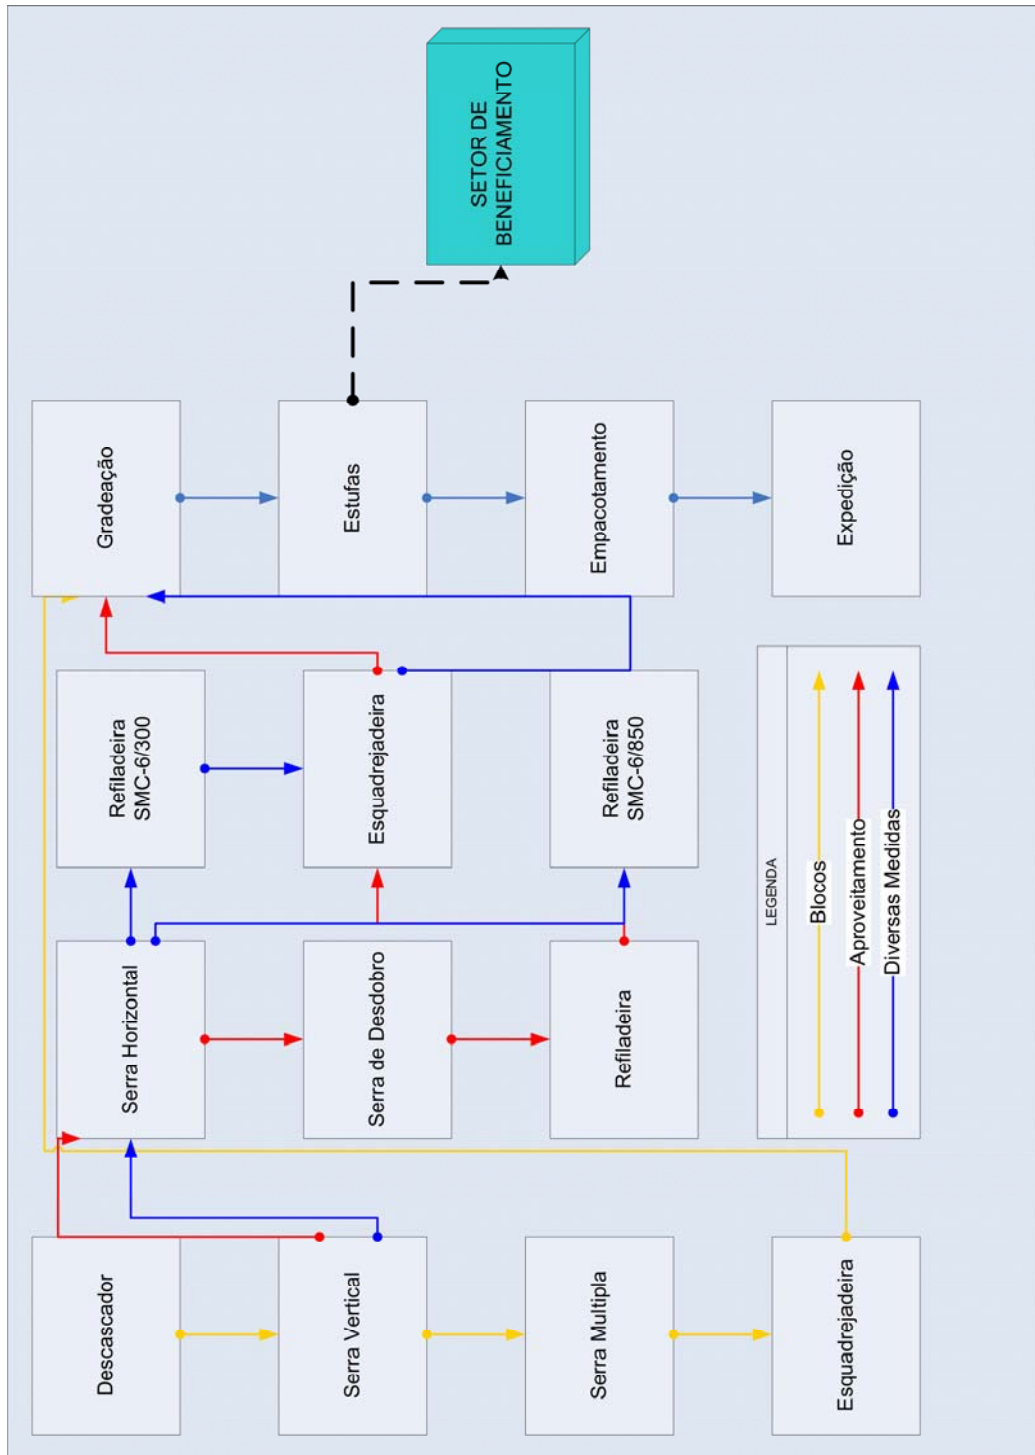 Descascador
Serra Vertical
Serra Multipla
Esquadrejadeira
Serra Horizontal
Serra de Desdobro
Refiladeira
Refiladeira
SMC-6/300
Esquadrejadeira
Refiladeira
SMC-6/850
Gradeação
Estufas
Empacotamento
Expedição
SETOR DE
BENEFICIAMENTO
LEGENDA
Blocos
Aproveitamento
Diversas Medidas